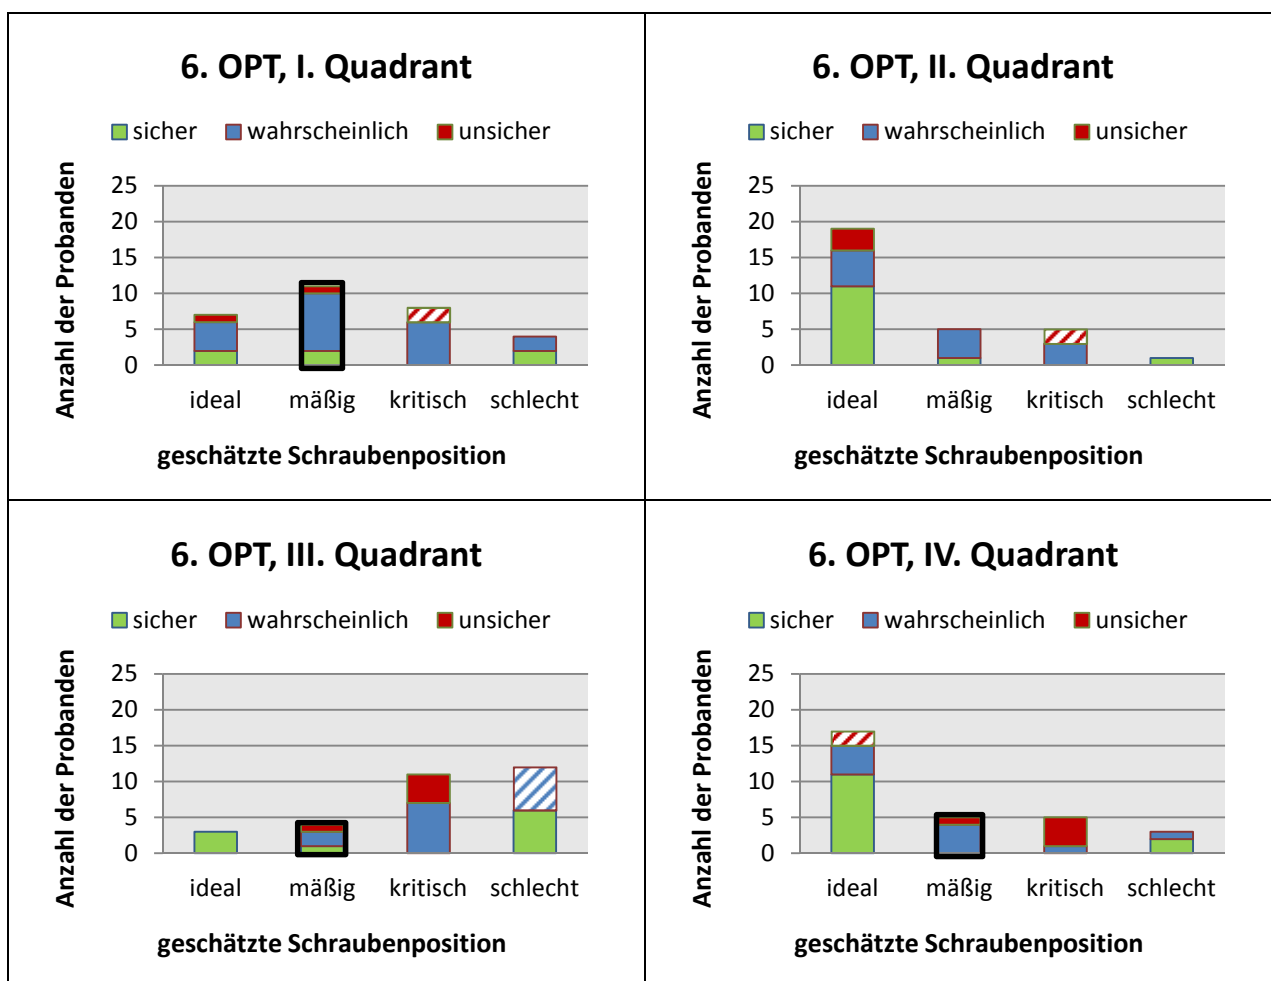 6. OPT, I. Quadrant
sicher wahrscheinlich unsicher
Anzahl der Probanden
25
20
15
10
5
0
ideal mäßig kritisch schlecht
geschätzte Schraubenposition
6. OPT, II. Quadrant
sicher wahrscheinlich unsicher
Anzahl der Probanden
25
20
15
10
5
0
ideal mäßig kritisch schlecht
geschätzte Schraubenposition
6. OPT, III. Quadrant
sicher wahrscheinlich unsicher
Anzahl der Probanden
25
20
15
10
5
0
ideal mäßig kritisch schlecht
geschätzte Schraubenposition
6. OPT, IV. Quadrant
sicher wahrscheinlich unsicher
Anzahl der Probanden
25
20
15
10
5
0
ideal mäßig kritisch schlecht
geschätzte Schraubenposition